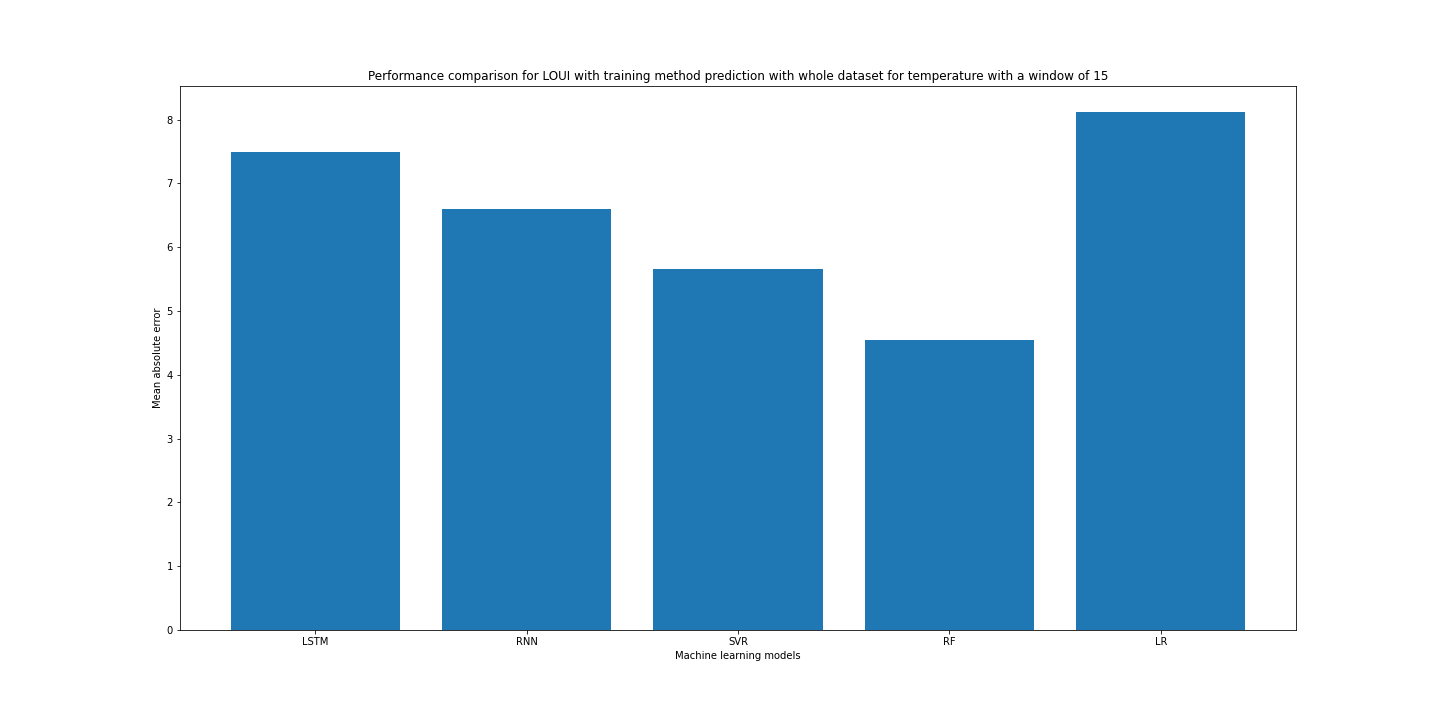 Performance comparison for LOUI with training method prediction with whole dataset for temperature with a window of 15
8
7
6
5
4
3
2
1
0
Mean absolute error
LSTM RNN SVR RF LR
Machine learning models